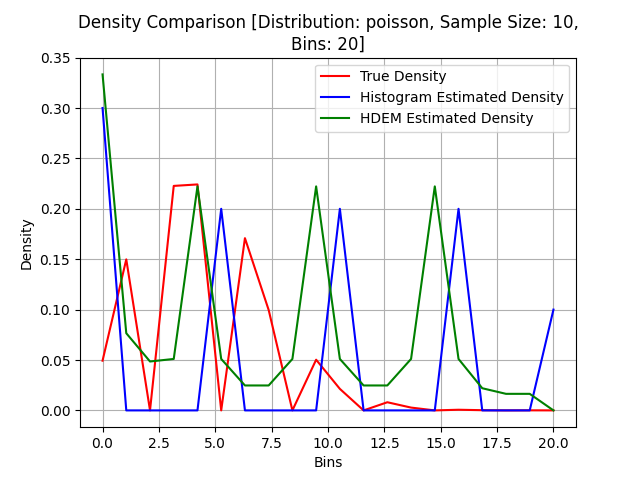 Density Comparison [Distribution: poisson, Sample Size: 10,
Bins: 20]
0.35
0.30
0.25
0.20
0.15
0.10
0.05
0.00
Density
True Density
Histogram Estimated Density
HDEM Estimated Density
0.0 2.5 5.0 7.5 10.0 12.5 15.0 17.5 20.0
Bins